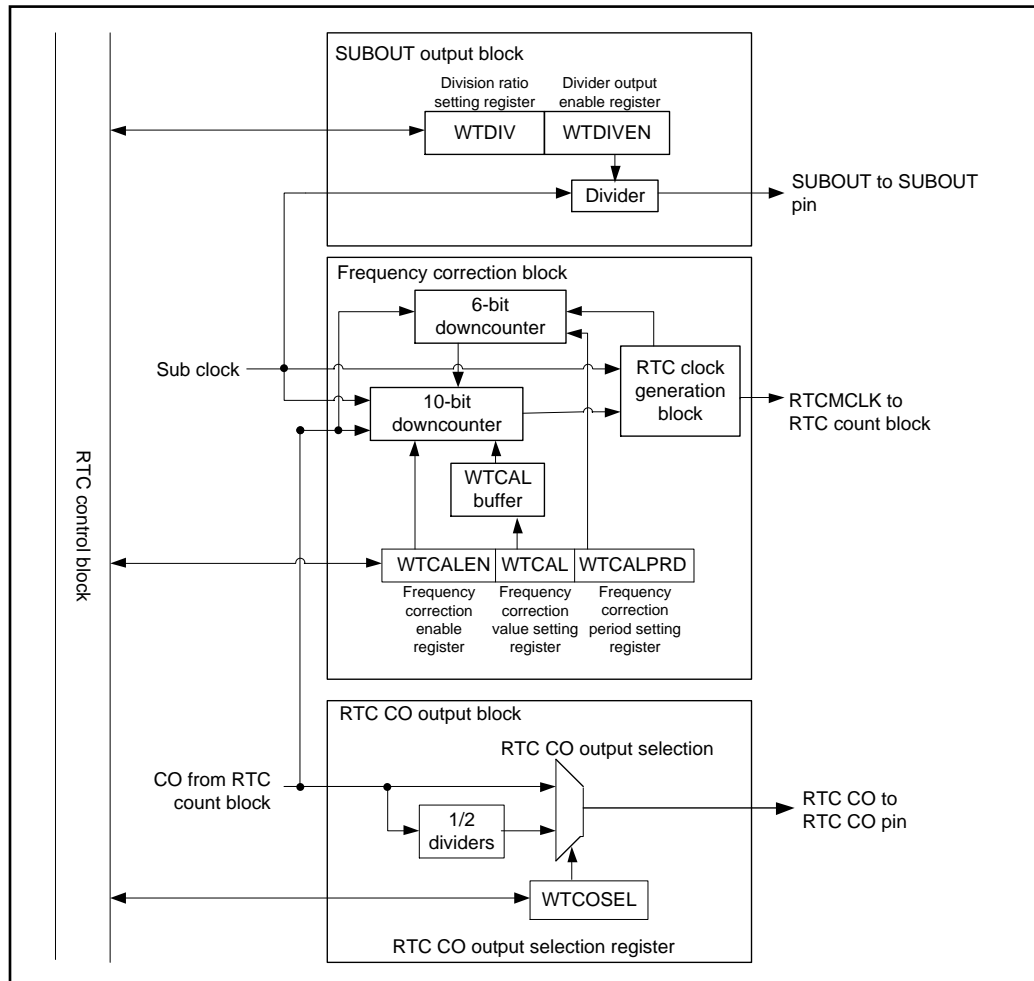 SUBOUT output block
Division ratio
setting register
Divider output
enable register
WTDIV
WTDIVEN
Divider
SUBOUT to SUBOUT
pin
Frequency correction block
6-bit
downcounter
Sub clock
10-bit
downcounter
RTC clock
generation
block
RTCMCLK to
RTC count block
WTCAL
buffer
RTC control block
WTCALEN
WTCAL
WTCALPRD
Frequency
correction
enable
register
Frequency
correction
value setting
register
Frequency
correction
period setting
register
RTC CO output block
RTC CO output selection
CO from RTC
count block
1/2
dividers
RTC CO to
RTC CO pin
WTCOSEL
RTC CO output selection register